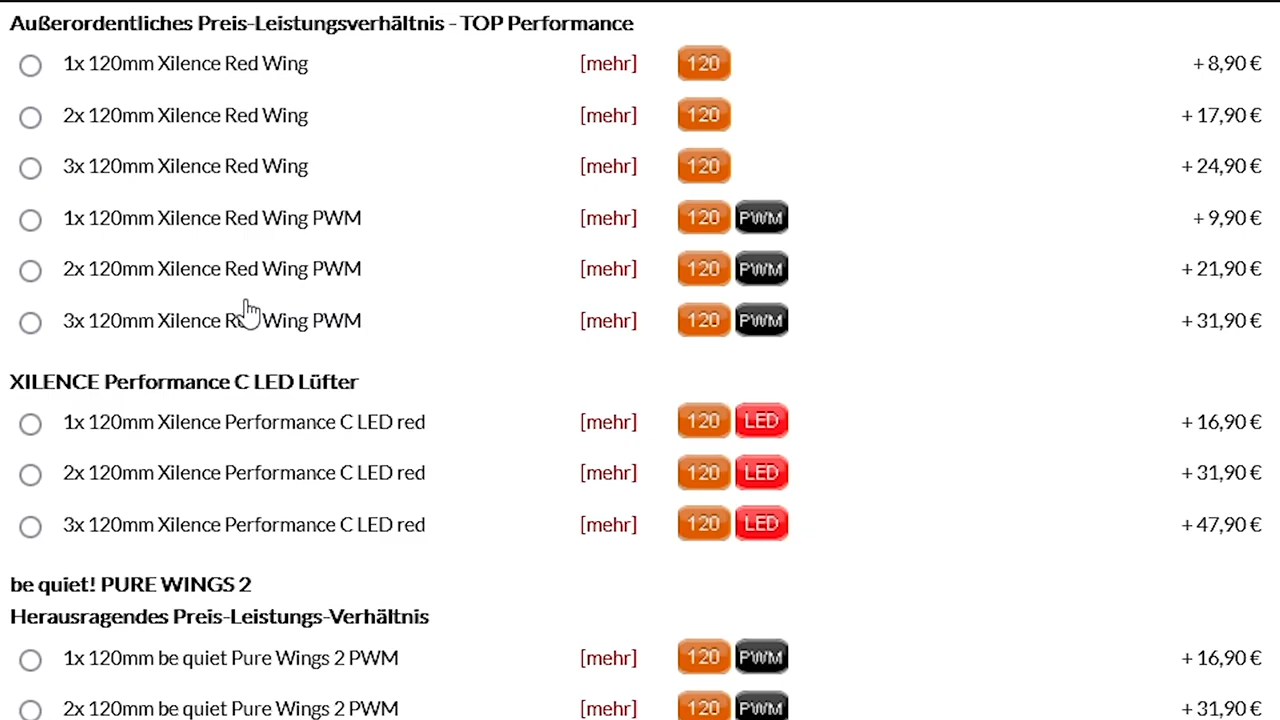 Außerordentliches Preis-Leistungsverhältnis - TOP Performance
1x 120mm Xilence Red Wing [mehr] 120 + 8,90 €
2x 120mm Xilence Red Wing [mehr] 120 + 17,90 €
3x 120mm Xilence Red Wing [mehr] 120 + 24,90 €
1x 120mm Xilence Red Wing PWM [mehr] 120 PWM + 9,90 €
2x 120mm Xilence Red Wing PWM [mehr] 120 PWM + 21,90 €
3x 120mm Xilence Red Wing PWM [mehr] 120 PWM + 31,90 €
XILENCE Performance C LED Lüfter
1x 120mm Xilence Performance C LED red [mehr] 120 LED + 16,90 €
2x 120mm Xilence Performance C LED red [mehr] 120 LED + 31,90 €
3x 120mm Xilence Performance C LED red [mehr] 120 LED + 47,90 €
be quiet! PURE WINGS 2
Herausragendes Preis-Leistungs-Verhältnis
1x 120mm be quiet Pure Wings 2 PWM [mehr] 120 PWM + 16,90 €
2x 120mm be quiet Pure Wings 2 PWM [mehr] 120 PWM + 31,90 €